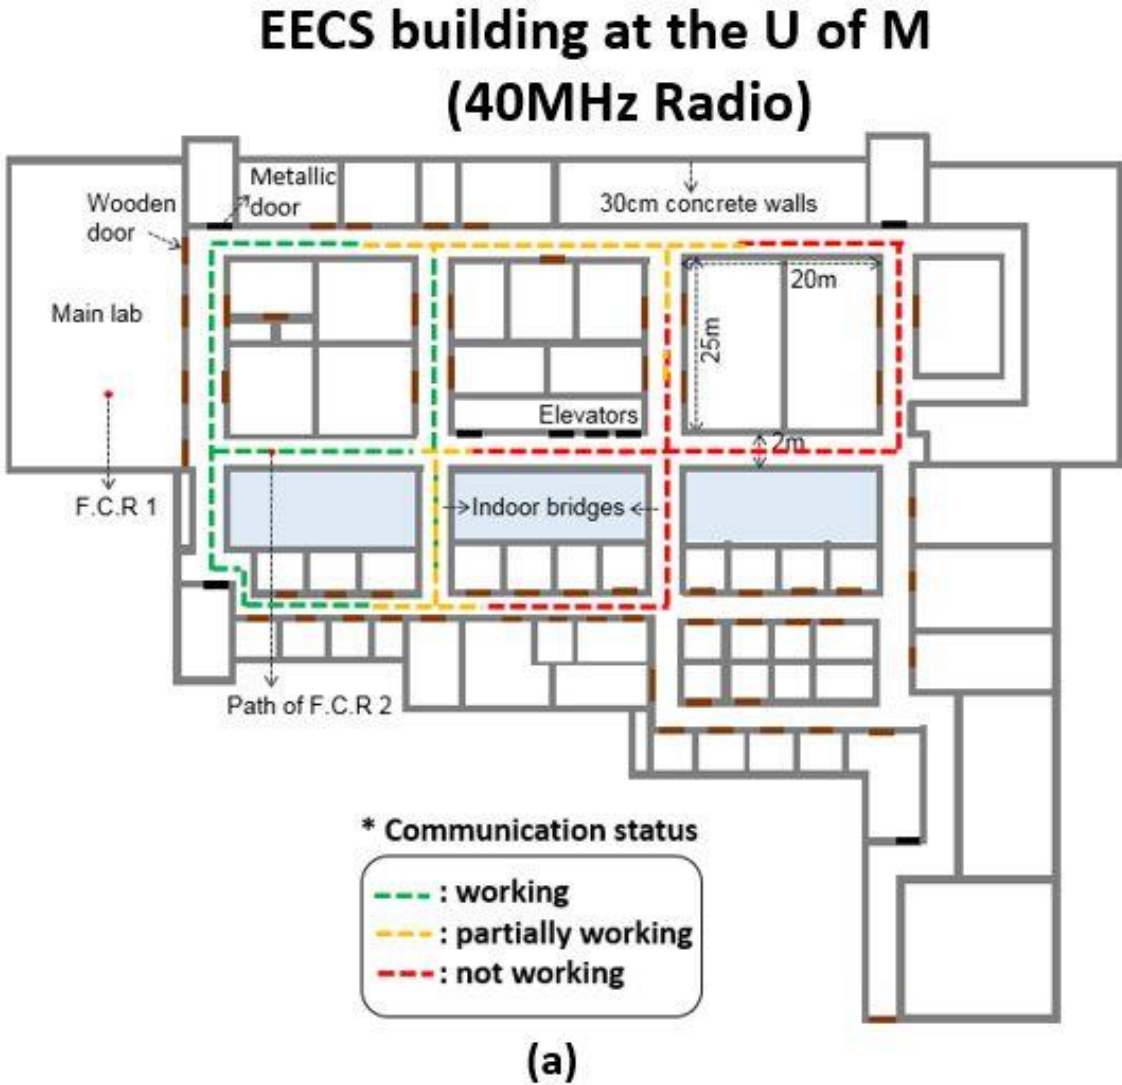 EECS building at the U of M
(40MHz Radio)
Metallic
door
Wooden
door
30cm concrete walls
20m
Main lab
25m
Elevators
2m
F.C.R 1
Indoor bridges
Path of F.C.R 2
* Communication status
: working
: partially working
: not working
(a)